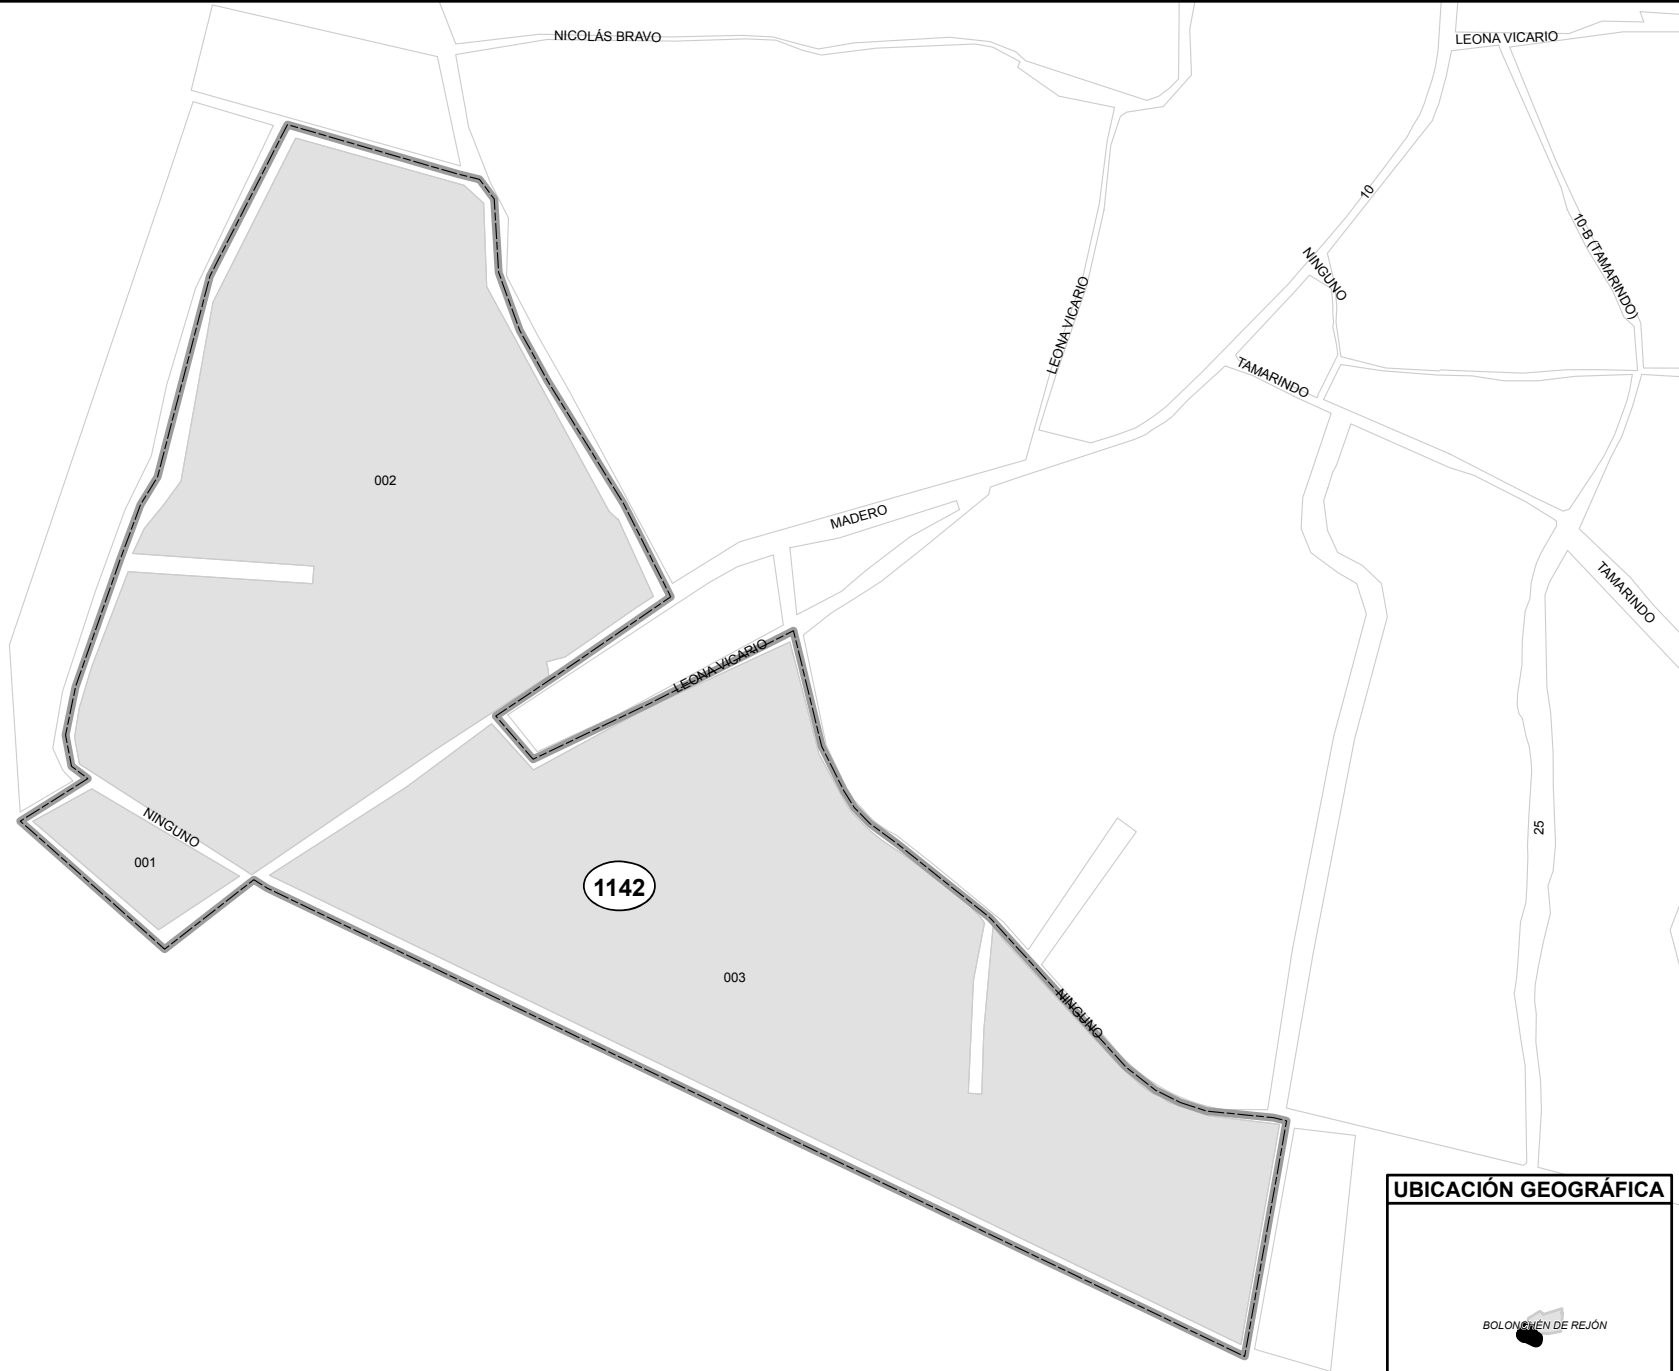 NICOLÁS BRAVO
LEONA VICARIO
10
10-B (TAMARINDO)
NINGUNO
LEONA VICARIO
TAMARINDO
002
MADERO
TAMARINDO
LEONA VICARIO
NINGUNO
25
001
1142
003
NINGUNO
UBICACIÓN GEOGRÁFICA
BOLONCHÉN DE REJÓN